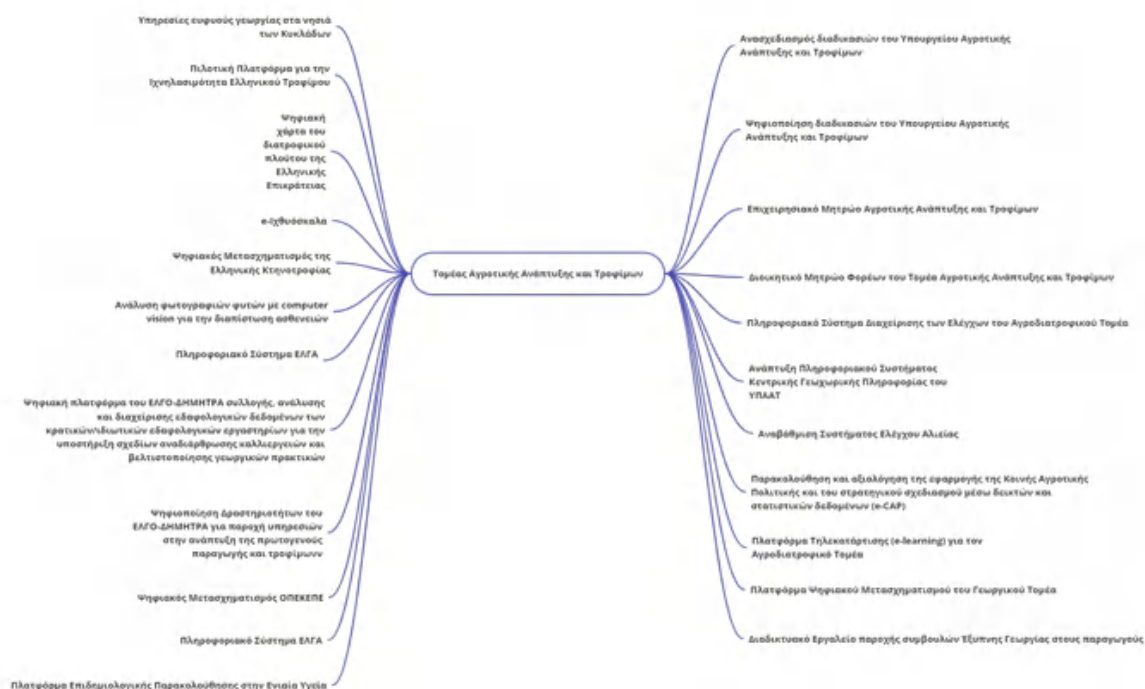 Υπηρεσίες ευφυούς γεωργίας στα νησιά
των Κυκλάδων
Πιλοτική Πλατφόρμα για την
Ιχνηλασιμότητα Ελληνικού Τροφίμου
Ψηφιακή
χάρτα του
διατροφικού
πλούτου της
Ελληνικής
Επικράτειας
e-Ιχθυόσκαλα
Ψηφιακός Μετασχηματισμός της
Ελληνικής Κτηνοτροφίας
Ανάλυση φωτογραφιών φυτών με computer
vision για την διαπίστωση ασθενειών
Πληροφοριακό Σύστημα ΕΛΓΑ
Ψηφιακή πλατφόρμα του ΕΛΓΟ-ΔΗΜΗΤΡΑ συλλογής, ανάλυσης
και διαχείρισης εδαφολογικών δεδομένων των
κρατικών/ιδιωτικών εδαφολογικών εργαστηρίων για την
υποστήριξη σχεδίων αναδιάρθρωσης καλλιεργειών και
βελτιστοποίησης γεωργικών πρακτικών
Ψηφιοποίηση Δραστηριοτήτων του
ΕΛΓΟ-ΔΗΜΗΤΡΑ για παροχή υπηρεσιών
στην ανάπτυξη της πρωτογενούς
παραγωγής και τροφίμωνν
Ψηφιακός Μετασχηματισμός ΟΠΕΚΕΠΕ
Πληροφοριακό Σύστημα ΕΛΓΑ
Πλατφόρμα Επιδημιολογικής Παρακολούθησης στην Ενιαία Υγεία
Τομέας Αγροτικής Ανάπτυξης και Τροφίμων
Ανασχεδιασμός διαδικασιών του Υπουργείου Αγροτικής
Ανάπτυξης και Τροφίμων
Ψηφιοποίηση διαδικασιών του Υπουργείου Αγροτικής
Ανάπτυξης και Τροφίμων
Επιχειρησιακό Μητρώο Αγροτικής Ανάπτυξης και Τροφίμων
Διοικητικό Μητρώο Φορέων του Τομέα Αγροτικής Ανάπτυξης και Τροφίμων
Πληροφοριακό Σύστημα Διαχείρισης των Ελέγχων του Αγροδιατροφικού Τομέα
Ανάπτυξη Πληροφοριακού Συστήματος
Κεντρικής Γεωχωρικής Πληροφορίας του
ΥΠΑΑΤ
Αναβάθμιση Συστήματος Ελέγχου Αλιείας
Παρακολούθηση και αξιολόγηση της εφαρμογής της Κοινής Αγροτικής
Πολιτικής και του στρατηγικού σχεδιασμού μέσω δεικτών και
στατιστικών δεδομένων (e-CAP)
Πλατφόρμα Τηλεκατάρτισης (e-learning) για τον
Αγροδιατροφικό Τομέα
Πλατφόρμα Ψηφιακού Μετασχηματισμού του Γεωργικού Τομέα
Διαδικτυακό Εργαλείο παροχής συμβουλών Έξυπνης Γεωργίας στους παραγωγούς